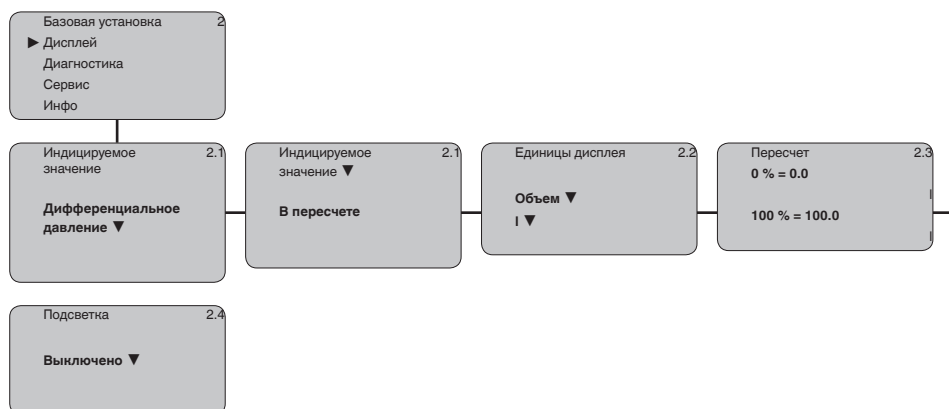 Базовая установка 2
▶ Дисплей
Диагностика
Сервис
Инфо
Индицируемое 2.1
значение
Дифференциальное
давление ▼
Индицируемое 2.1
значение ▼
В пересчете
Единицы дисплея 2.2
Объем ▼
l ▼
Пересчет 2.3
0 % = 0.0
l
100 % = 100.0
l
Подсветка 2.4
Выключено ▼